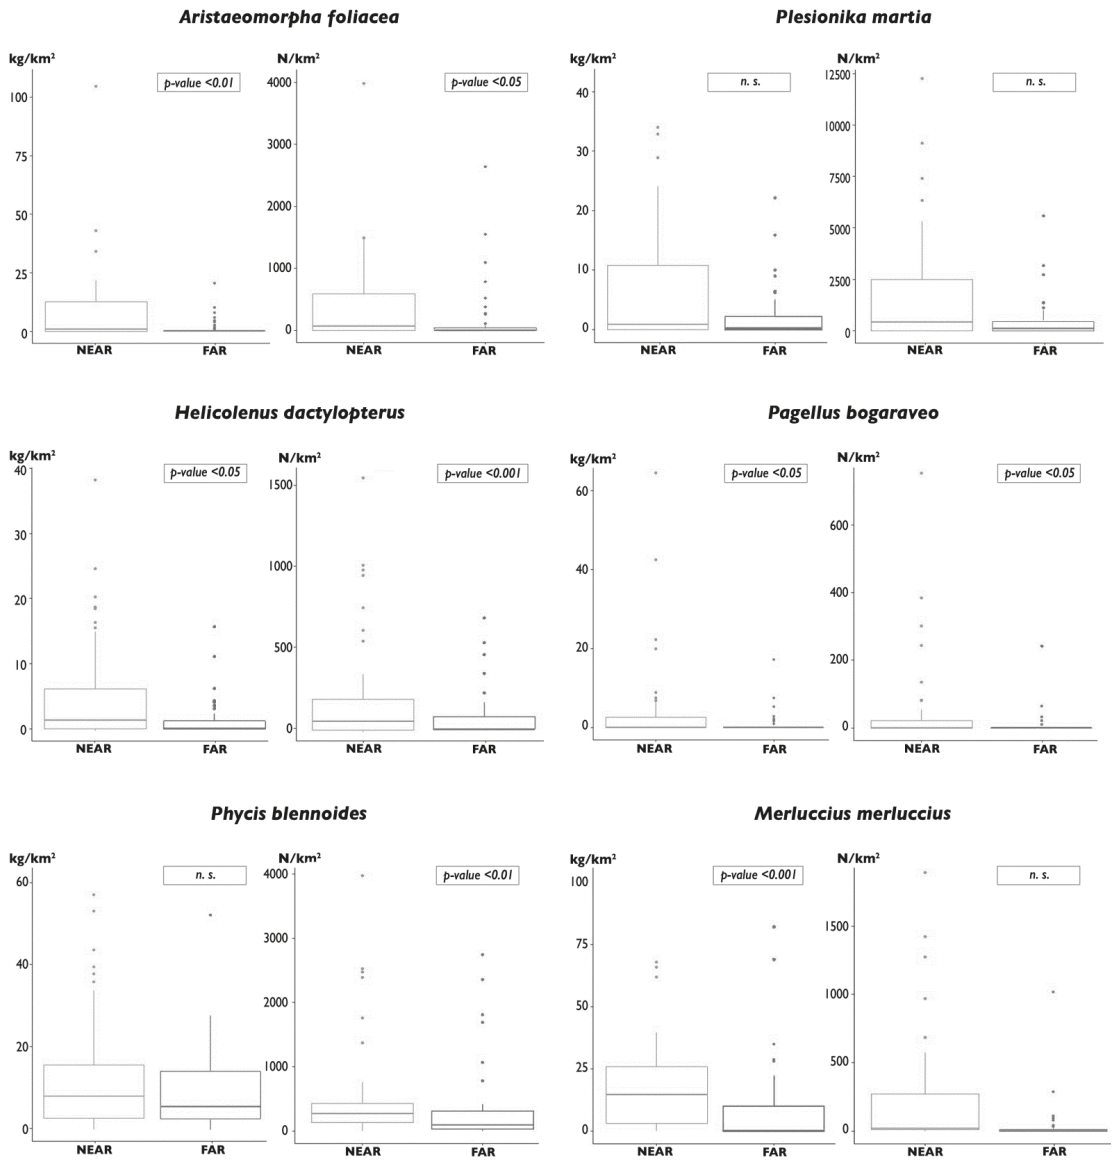 Aristaeomorpha foliacea
Plesionika martia
kg/km²
N/km²
kg/km²
N/km²
p-value <0.01
p-value <0.05
n. s.
n. s.
100
75
50
25
0
4000
3000
2000
1000
0
40
30
20
10
0
12500
10000
7500
5000
2500
0
NEAR
FAR
NEAR
FAR
NEAR
FAR
NEAR
FAR
Helicolenus dactylopterus
Pagellus bogaraveo
kg/km²
N/km²
kg/km²
N/km²
p-value <0.05
p-value <0.001
p-value <0.05
p-value <0.05
40
30
20
10
0
1500
1000
500
0
60
40
20
0
600
400
200
0
NEAR
FAR
NEAR
FAR
NEAR
FAR
NEAR
FAR
Phycis blennoides
Merluccius merluccius
kg/km²
N/km²
kg/km²
N/km²
n. s.
p-value <0.01
p-value <0.001
n. s.
60
40
20
0
4000
3000
2000
1000
0
100
75
50
25
0
1500
1000
500
0
NEAR
FAR
NEAR
FAR
NEAR
FAR
NEAR
FAR